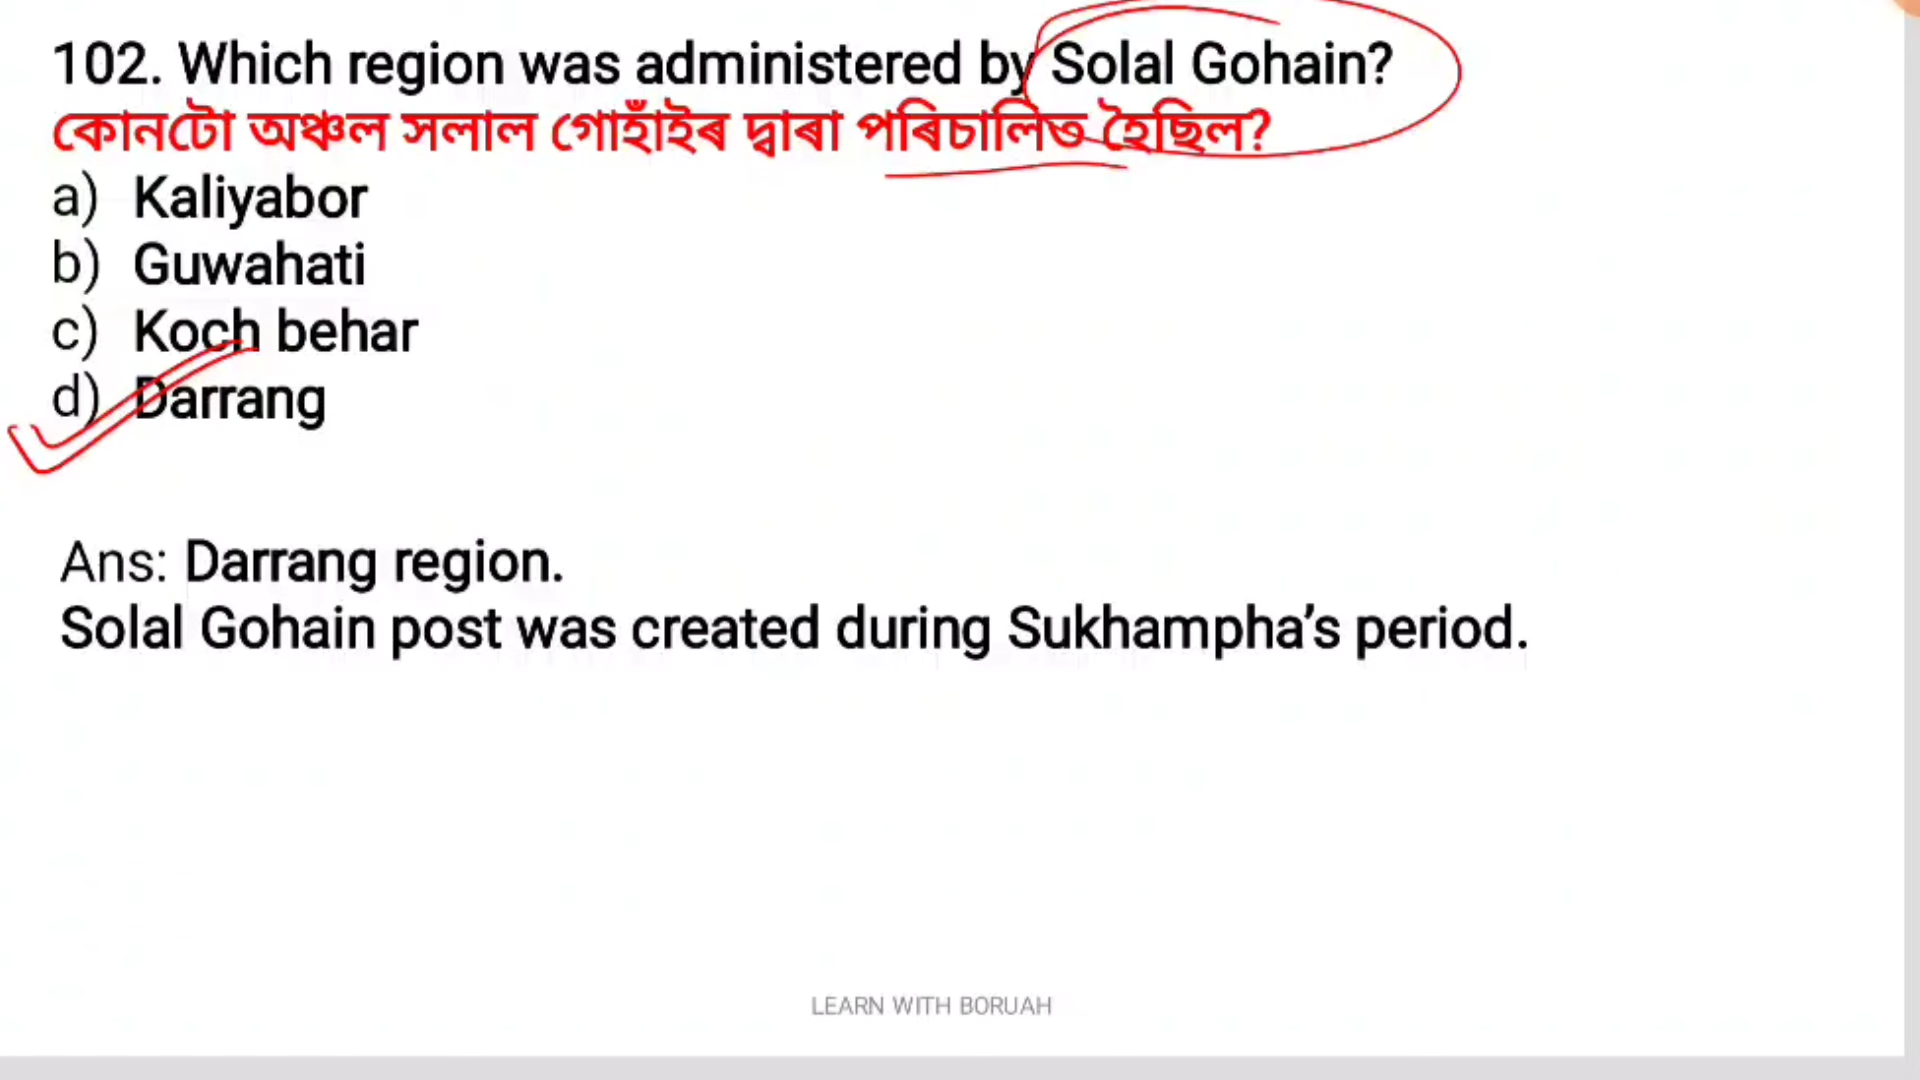 102. Which region was administered by Solal Gohain?
কোনটো অঞ্চল সলাল গোহাঁইৰ দ্বাৰা পৰিচালিত হৈছিল?
a) Kaliyabor
b) Guwahati
c) Koch behar
d) Darrang
Ans: Darrang region.
Solal Gohain post was created during Sukhampha’s period.
LEARN WITH BORUAH